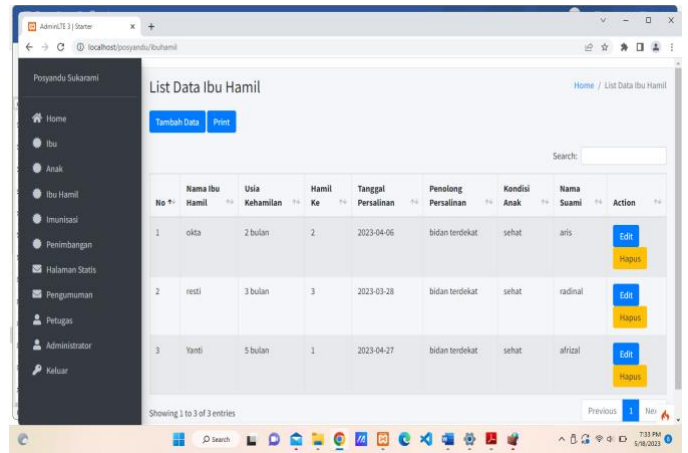 AdminLTE 3 | Starter
localhost/posyandu/ibuhamil
Posyandu Sukarami
Home
Ibu
Anak
Ibu Hamil
Imunisasi
Penimbangan
Halaman Statis
Pengumuman
Petugas
Administrator
Keluar
List Data Ibu Hamil
Home / List Data Ibu Hamil
Tambah Data Print
Search:
No Nama Ibu Hamil Usia Kehamilan Hamil Ke Tanggal Persalinan Penolong Persalinan Kondisi Anak Nama Suami Action
1 okta 2 bulan 2 2023-04-06 bidan terdekat sehat aris Edit
Hapus
2 resti 3 bulan 3 2023-03-28 bidan terdekat sehat radinal Edit
Hapus
3 Yanti 5 bulan 1 2023-04-27 bidan terdekat sehat afrizal Edit
Hapus
Showing 1 to 3 of 3 entries
Previous 1
Search
7:33 PM
5/18/2023